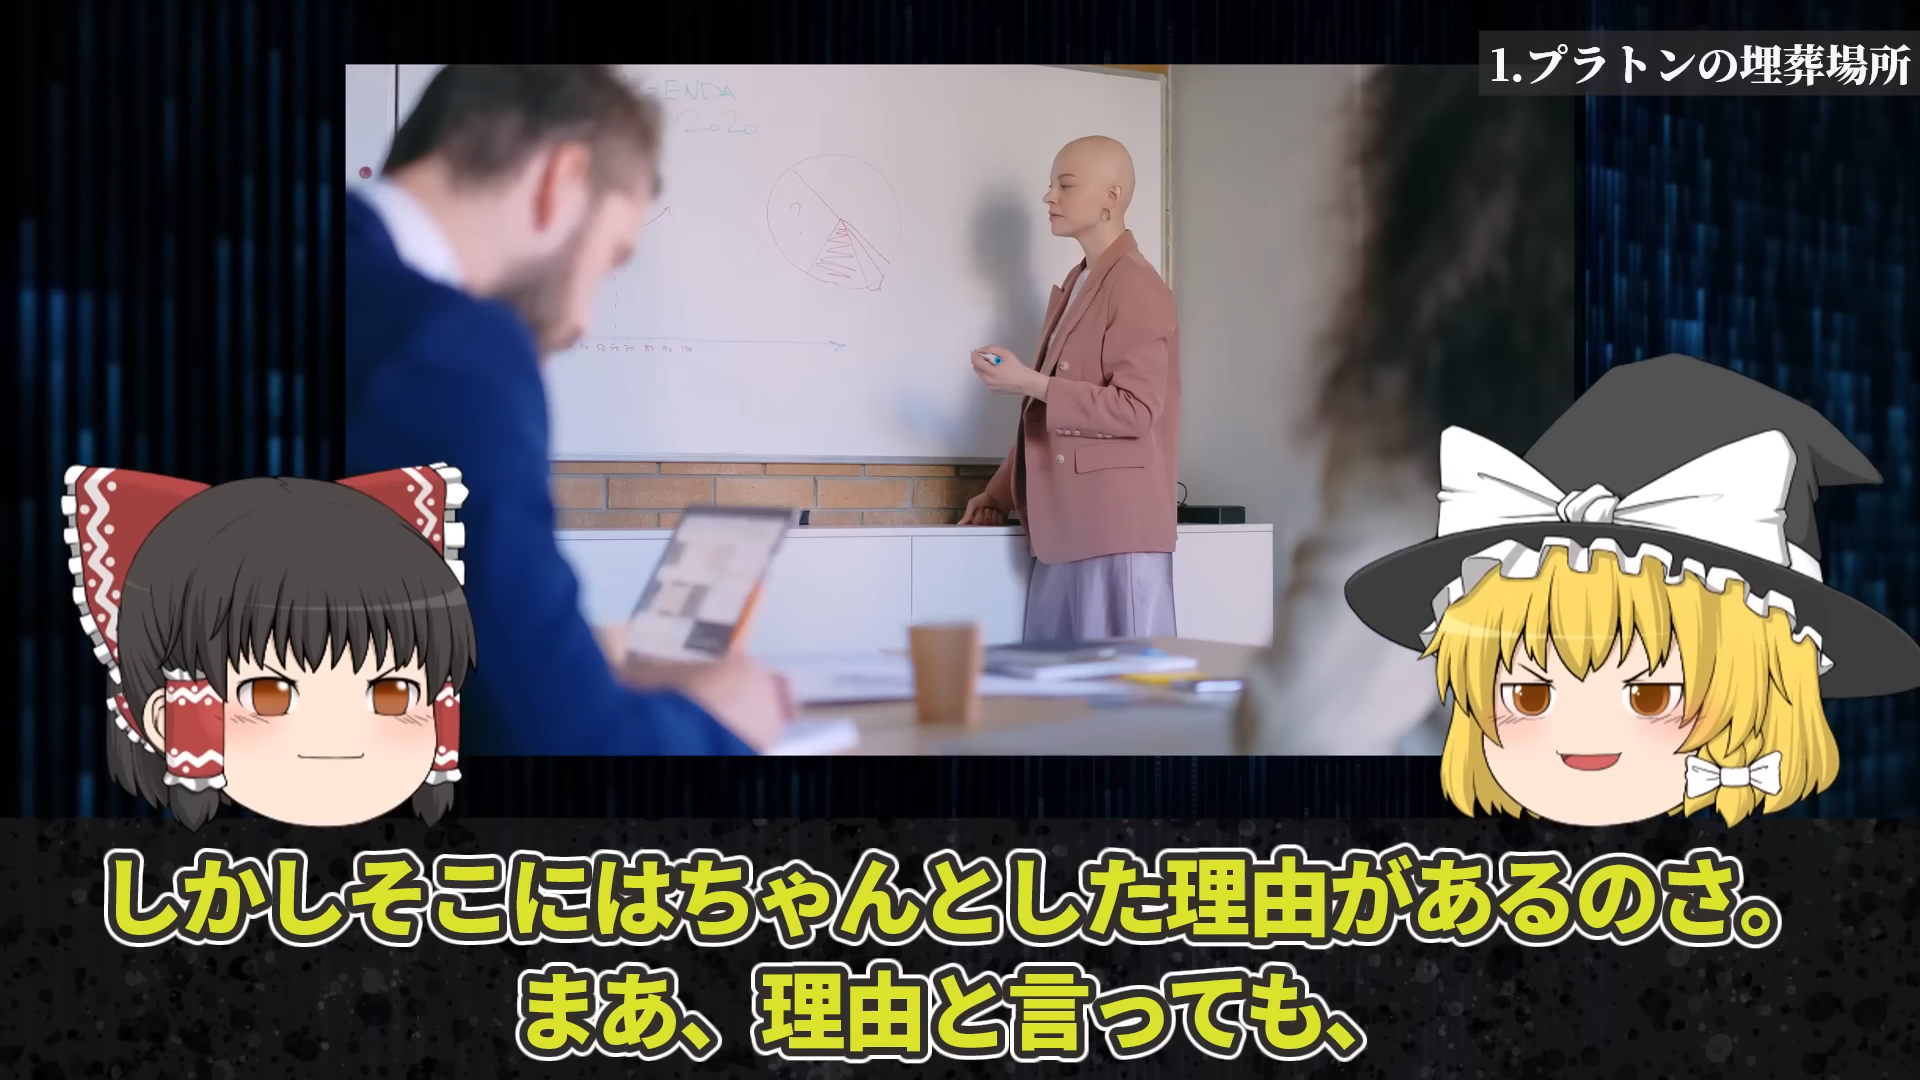 1.プラトンの埋葬場所
GENDA
2020
?
しかしそこにはちゃんとした理由があるのさ。
まあ、理由と言っても、